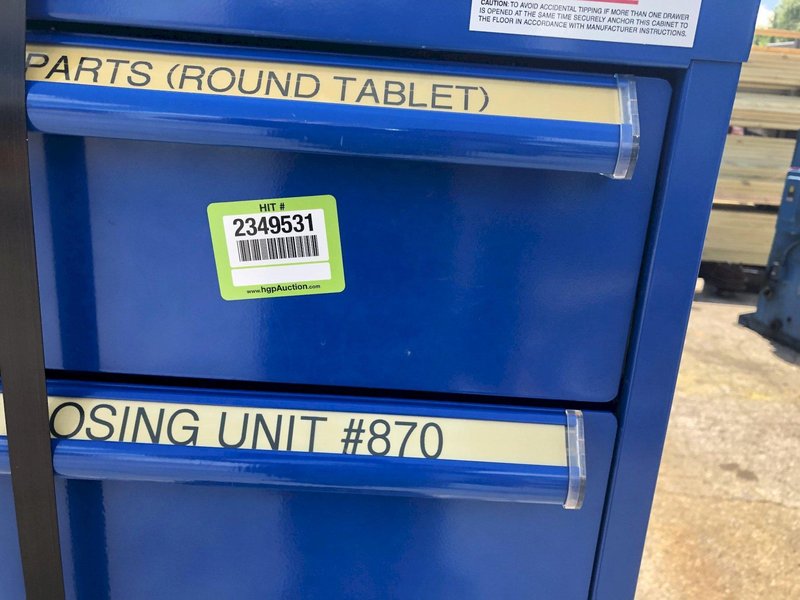 CAUTION: TO AVOID ACCIDENTAL TIPPING IF MORE THAN ONE DRAWER
IS OPENED AT THE SAME TIME SECURELY ANCHOR THIS CABINET TO
THE FLOOR IN ACCORDANCE WITH MANUFACTURER INSTRUCTIONS.
PARTS (ROUND TABLET)
HIT #
2349531
www.hgpAuction.com
OSING UNIT #870